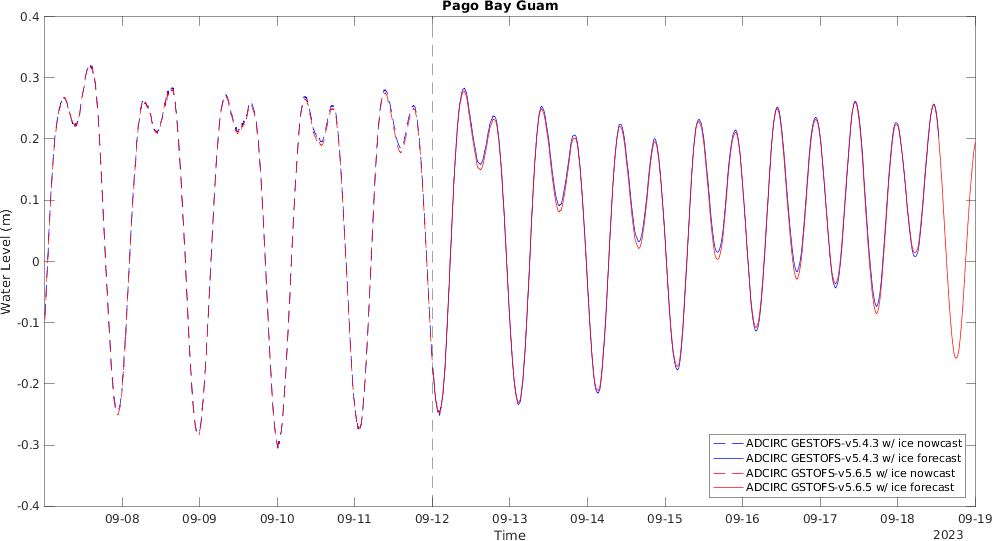 Pago Bay Guam
0.4
0.3
0.2
0.1
0
-0.1
-0.2
-0.3
-0.4
Water Level (m)
ADCIRC GESTOFS-v5.4.3 w/ ice nowcast
ADCIRC GESTOFS-v5.4.3 w/ ice forecast
ADCIRC GSTOFS-v5.6.5 w/ ice nowcast
ADCIRC GSTOFS-v5.6.5 w/ ice forecast
09-08 09-09 09-10 09-11 09-12 09-13 09-14 09-15 09-16 09-17 09-18 09-19
Time
2023